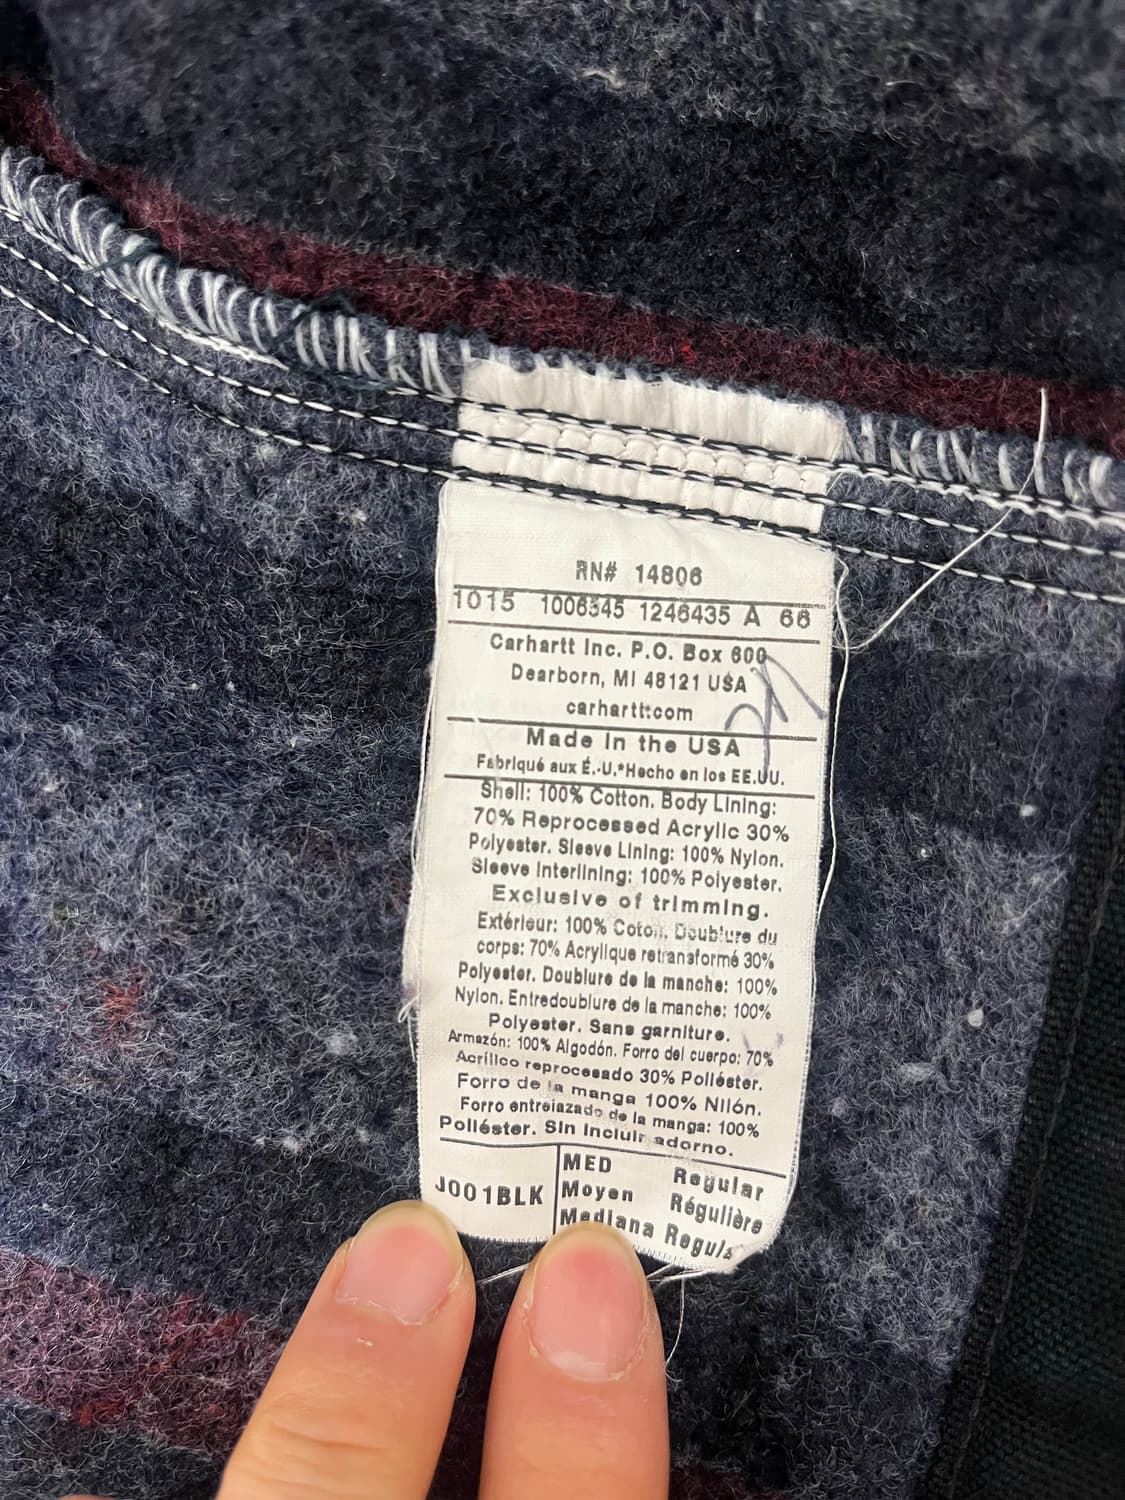 RN# 14806
1015 1006345 1246435 A 66
Carhartt Inc. P.O. Box 600
Dearborn, MI 48121 USA
carhartt.com
Made in the USA
Fabriqué aux É.-U.*Hecho en los EE.UU.
Shell: 100% Cotton. Body Lining:
70% Reprocessed Acrylic 30%
Polyester. Sleeve Lining: 100% Nylon.
Sleeve Interlining: 100% Polyester.
Exclusive of trimming.
Extérieur: 100% Coton. Doublure du
corps: 70% Acrylique retransformé 30%
Polyester. Doublure de la manche: 100%
Nylon. Entredoublure de la manche: 100%
Polyester. Sans garniture.
Armazón: 100% Algodón. Forro del cuerpo: 70%
Acrílico reprocesado 30% Poliéster.
Forro de la manga 100% Nilón.
Forro entrelazado de la manga: 100%
Poliéster. Sin incluir adorno.
J001BLK
MED Regular
Moyen Régulière
Mediana